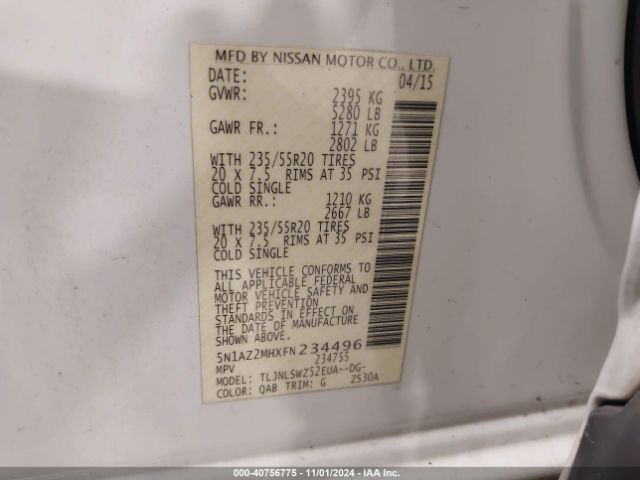 MFD BY NISSAN MOTOR CO., LTD.
DATE: 04/15
GVWR: 2395 KG
5280 LB
GAWR FR.: 1271 KG
2802 LB
WITH 235/55R20 TIRES
20 X 7.5 RIMS AT 35 PSI
COLD SINGLE
GAWR RR.: 1210 KG
2667 LB
WITH 235/55R20 TIRES
20 X 7.5 RIMS AT 35 PSI
COLD SINGLE
THIS VEHICLE CONFORMS TO
ALL APPLICABLE FEDERAL
MOTOR VEHICLE SAFETY AND
THEFT PREVENTION
STANDARDS IN EFFECT ON
THE DATE OF MANUFACTURE
SHOWN ABOVE.
5N1AZ2MHXFN234496
MPV 234755
MODEL: TLJNLSWZ52EUA--DG-
COLOR: QAB TRIM: G ZS30A
000-40756775 - 11/01/2024 - IAA Inc.